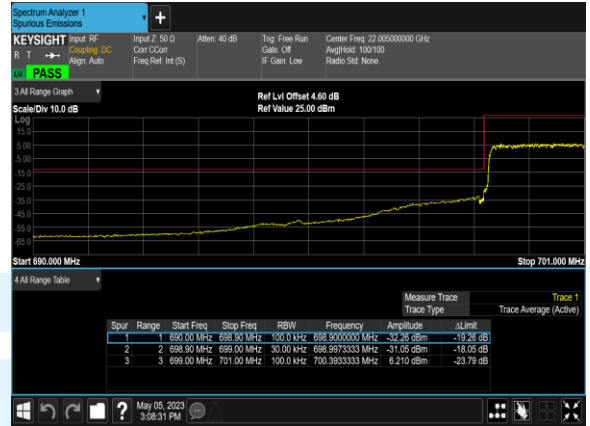 Spectrum Analyzer 1
Spurious Emissions
KEYSIGHT Input: RF Input Z: 50 Ω Atten: 40 dB Trig: Free Run Center Freq: 22.005000000 GHz
R T Coupling: DC Corr CCorr Gate: Off Avg|Hold: 100/100
Align: Auto Freq Ref: Int (S) IF Gain: Low Radio Std: None
PASS
3 All Range Graph
Ref Lvl Offset 4.60 dB
Scale/Div 10.0 dB Ref Value 25.00 dBm
Log
15.0
5.00
-5.00
-15.0
-25.0
-35.0
-45.0
-55.0
-65.0
Start 690.000 MHz Stop 701.000 MHz
4 All Range Table
Measure Trace Trace 1
Trace Type Trace Average (Active)
Spur Range Start Freq Stop Freq RBW Frequency Amplitude ΔLimit
1 1 690.00 MHz 698.90 MHz 100.0 kHz 698.9000000 MHz -32.26 dBm -19.26 dB
2 2 698.90 MHz 699.00 MHz 30.00 kHz 698.9973333 MHz -31.05 dBm -18.05 dB
3 3 699.00 MHz 701.00 MHz 100.0 kHz 700.3933333 MHz 6.210 dBm -23.79 dB
? May 05, 2023
3:08:31 PM